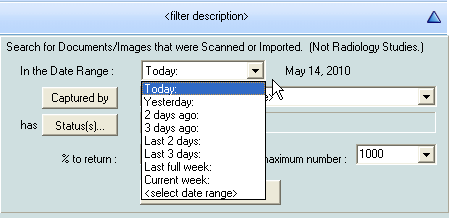 <filter description>
Search for Documents/Images that were Scanned or Imported. (Not Radiology Studies.)
In the Date Range : Today: May 14, 2010
Today:
Captured by
Yesterday:
2 days ago:
has Status(s)...
3 days ago:
Last 2 days:
Last 3 days:
% to return : maximum number : 1000
Last full week:
Current week:
<select date range>